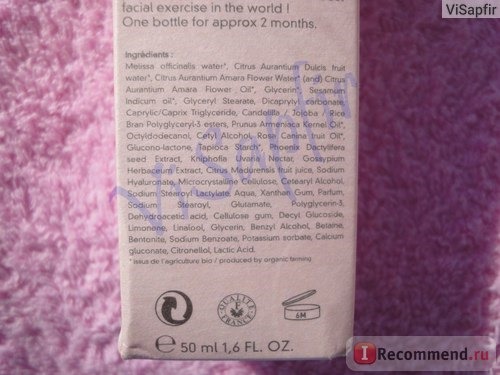 ViSapfir
facial exercise in the world !
One bottle for approx 2 months.
Ingrédients :
Melissa officinalis water*, Citrus Aurantium Dulcis fruit
water*, Citrus Aurantium Amara Flower Water* (and) Citrus
Aurantium Amara Flower Oil*, Glycerin*, Sesamum
Indicum oil*, Glyceryl Stearate, Dicaprylyl carbonate,
Caprylic/Caprix Triglyceride, Candelilla / Jojoba / Rice
Bran Polyglyceryl-3 esters, Prunus Armeniaca Kernel Oil*,
Octyldodecanol, Cetyl Alcohol, Rosa Canina fruit Oil*,
Glucono-lactone, Tapioca Starch*, Phoenix Dactylifera
seed Extract, Kniphofia Uvaria Nectar, Gossypium
Herbaceum Extract, Citrus madurensis fruit juice, Sodium
Hyaluronate, Microcrystalline Cellulose, Cetearyl Alcohol,
Sodium Stearoyl Lactylate, Aqua, Xanthan Gum, Parfum,
Sodium Stearoyl, Glutamate, Polyglycerin-3,
Dehydroacetic acid, Cellulose gum, Decyl Glucoside,
Limonene, Linalool, Glycerin, Benzyl Alcohol, Betaine,
Bentonite, Sodium Benzoate, Potassium sorbate, Calcium
gluconate, Citronellol, Lactic Acid.
* issus de l'agriculture bio / produced by organic farming
QUALITÉ
FRANCE
6M
e 50 ml 1,6 FL. OZ.
ViSapfir
IRecommend.ru